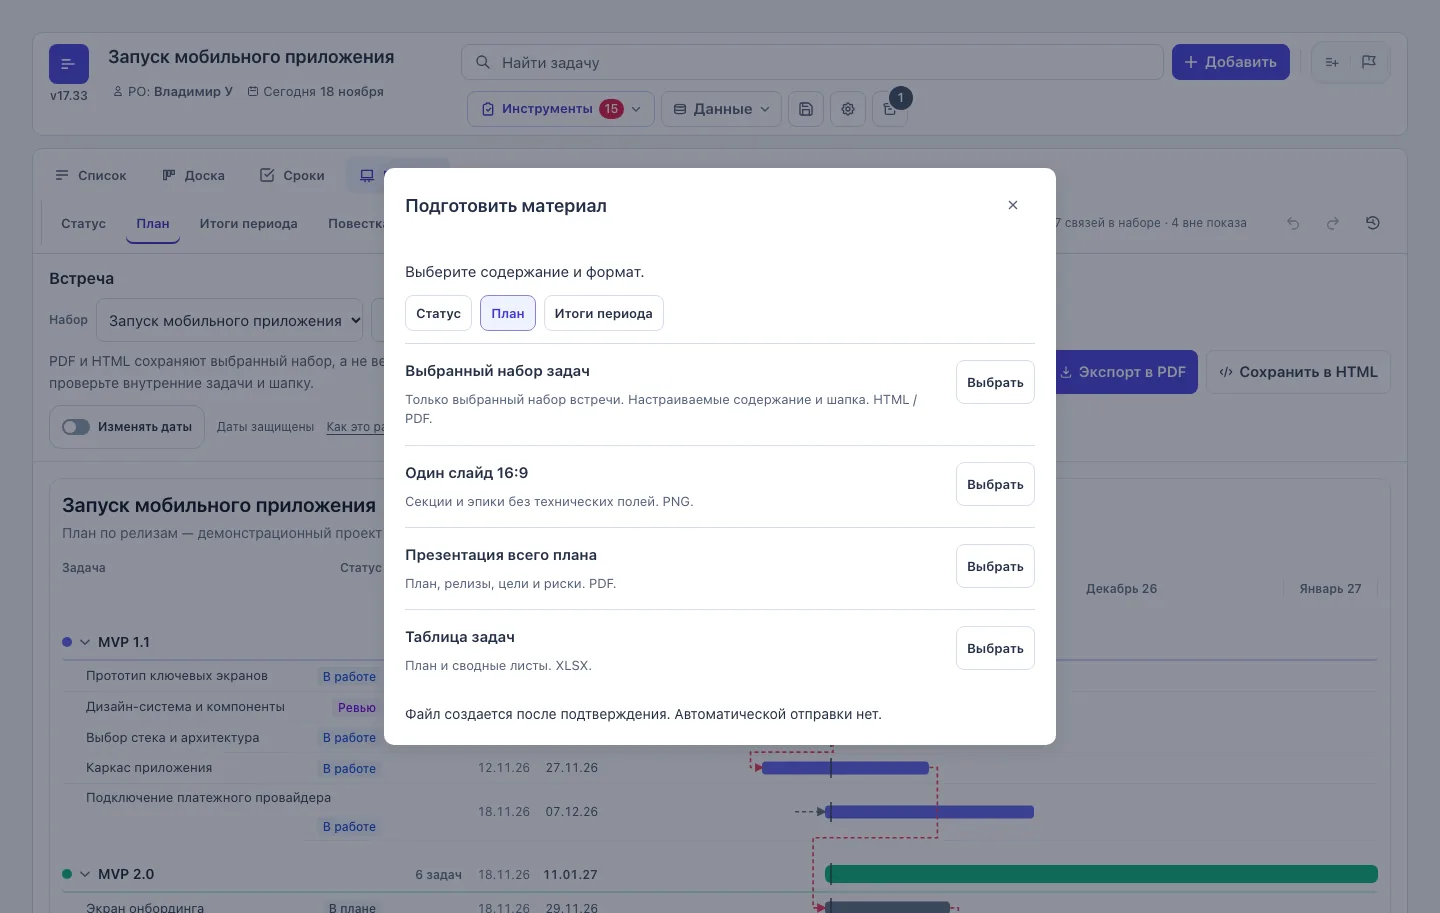 Запуск мобильного приложения
Найти задачу
Добавить
v17.33
РО: Владимир У
Сегодня 18 ноября
Инструменты 15
Данные
1
Список
Доска
Сроки
Статус
План
Итоги периода
7 связей в наборе · 4 вне показа
Встреча
Набор
Запуск мобильного приложения
PDF и HTML сохраняют выбранный набор, а не
проверьте внутренние задачи и шапку.
Экспорт в PDF
Сохранить в HTML
Изменять даты
Даты защищены
Как это
Подготовить материал
Выберите содержание и формат.
Статус
План
Итоги периода
Выбранный набор задач
Только выбранный набор встречи. Настраиваемые содержание и шапка. HTML /
PDF.
Выбрать
Один слайд 16:9
Секции и эпики без технических полей. PNG.
Выбрать
Презентация всего плана
План, релизы, цели и риски. PDF.
Выбрать
Таблица задач
План и сводные листы. XLSX.
Выбрать
Файл создается после подтверждения. Автоматической отправки нет.
Запуск мобильного приложения
План по релизам — демонстрационный проект
Задача
Статус
Декабрь 26
Январь 27
MVP 1.1
Прототип ключевых экранов
В работе
Дизайн-система и компоненты
Ревью
Выбор стека и архитектура
В работе
Каркас приложения
В работе
12.11.26
27.11.26
Подключение платежного провайдера
В работе
18.11.26
07.12.26
MVP 2.0
6 задач
18.11.26
11.01.27
Экран онбординга
В плане
18.11.26
29.11.26